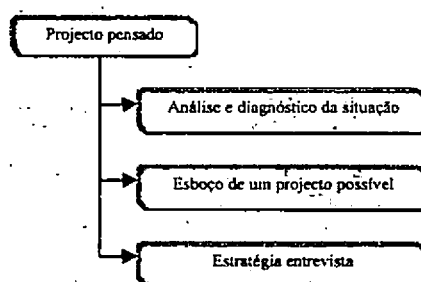 Projecto pensado
Análise e diagnóstico da situação
Esboço de um projecto possível
Estratégia entrevista